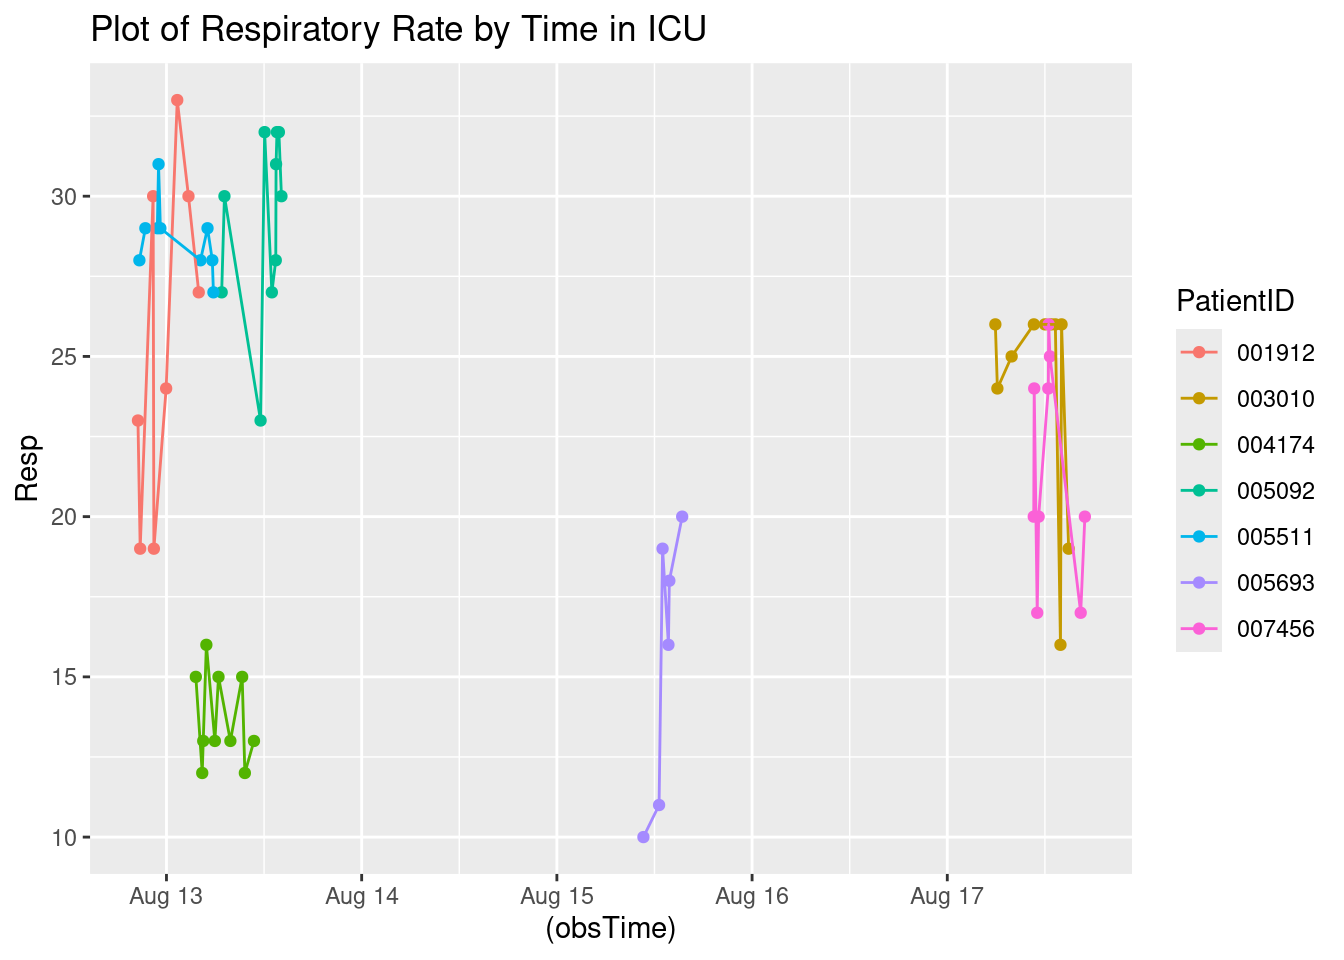 Plot of Respiratory Rate by Time in ICU
Resp
30
25
20
15
10
Aug 13
Aug 14
Aug 15
Aug 16
Aug 17
(obsTime)
PatientID
001912
003010
004174
005092
005511
005693
007456